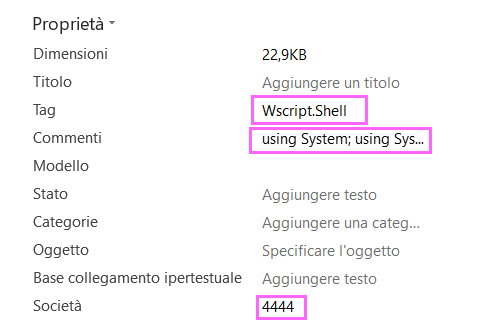 Proprietà
Dimensioni 22,9KB
Titolo Aggiungere un titolo
Tag Wscript.Shell
Commenti using System; using Sys...
Modello
Stato Aggiungere testo
Categorie Aggiungere una categ...
Oggetto Specificare l'oggetto
Base collegamento ipertestuale Aggiungere testo
Società 4444